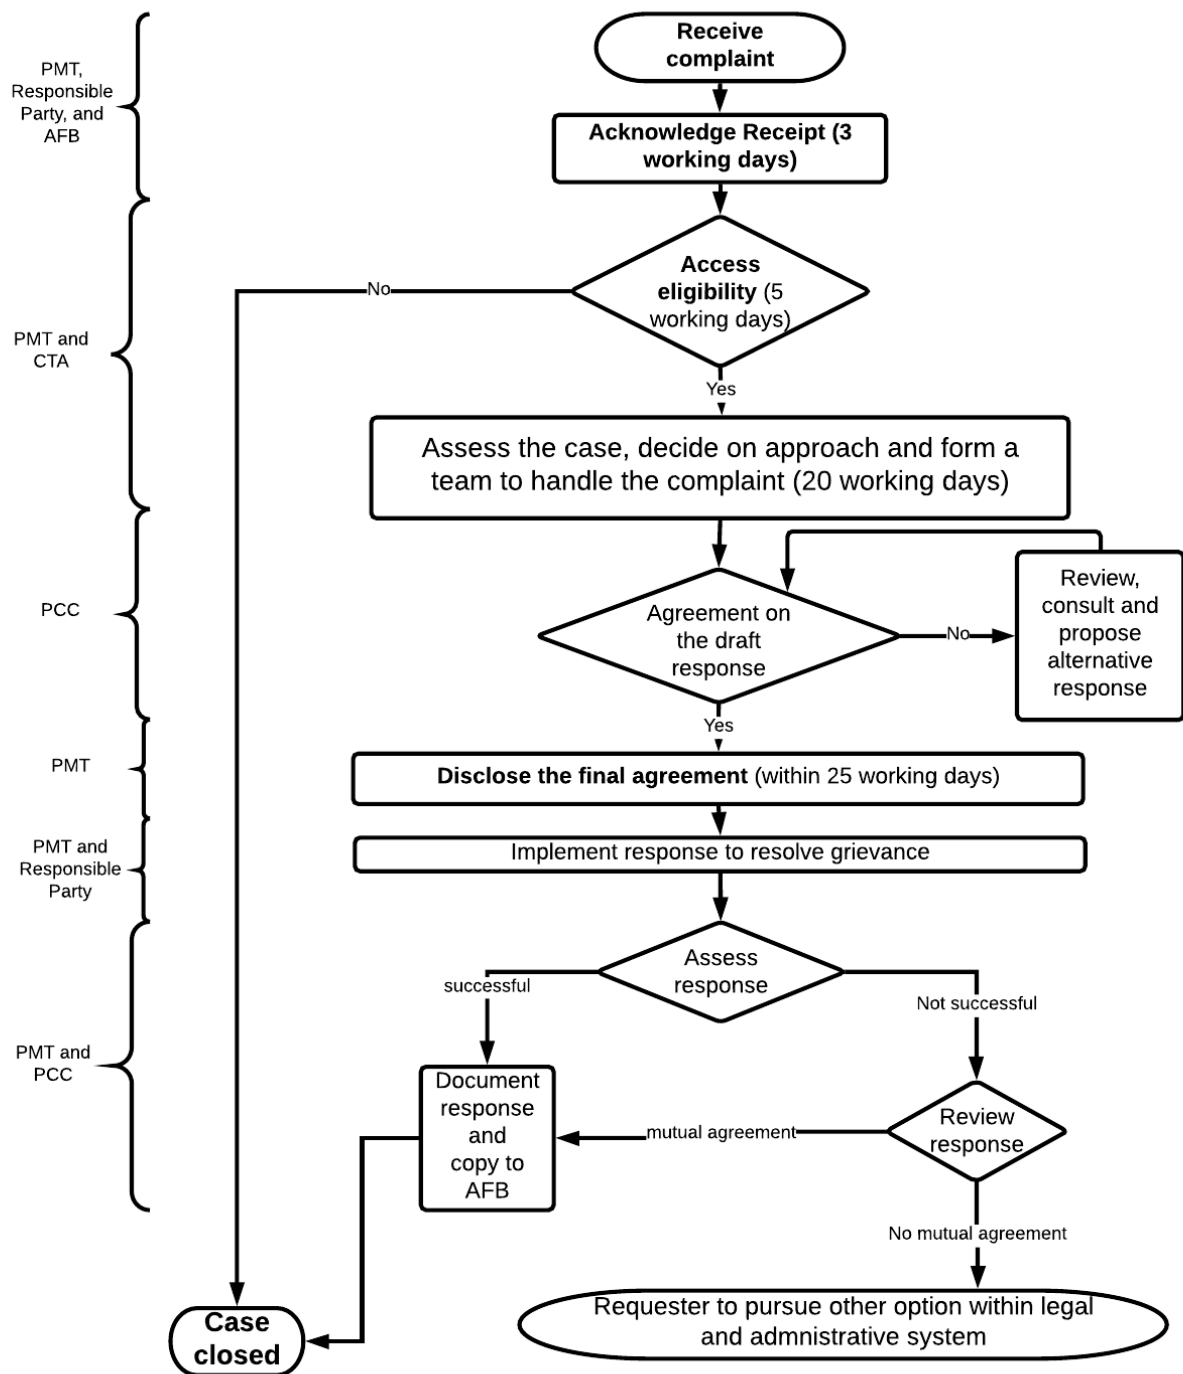 Receive
complaint
PMT,
Responsible
Party, and
AFB
Acknowledge Receipt (3
working days)
Access
eligibility (5
working days)
No
PMT and
CTA
Yes
Assess the case, decide on approach and form a
team to handle the complaint (20 working days)
PCC
Agreement on
the draft
response
No
Review,
consult and
propose
alternative
response
Yes
PMT
Disclose the final agreement (within 25 working days)
PMT and
Responsible
Party
Implement response to resolve grievance
Assess
response
successful
Not successful
PMT and
PCC
Document
response
and
copy to
AFB
mutual agreement
Review
response
No mutual agreement
Case
closed
Requester to pursue other option within legal
and admnistrative system